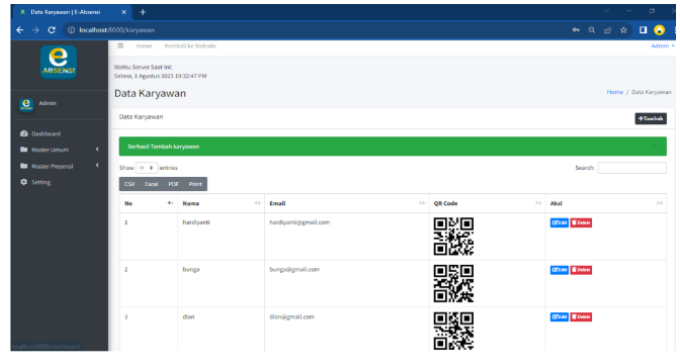 Data Karyawan | E-Absensi
localhost:8000/karyawan
ABSENSI
Home Kembali ke Website
Admin
Waktu Server Saat Ini:
Selasa, 1 Agustus 2023 19:32:47 PM
Admin
Data Karyawan
Home / Data Karyawan
Data Karyawan
+Tambah
Dashboard
Master Umum
Master Presensi
Setting
Berhasil Tambah karyawan
Show 10 entries
Search:
CSV Excel PDF Print
No Nama Email QR Code Aksi
1 hardiyanti hardiyanti@gmail.com Edit Delete
2 bunga bunga@gmail.com Edit Delete
3 dian dian@gmail.com Edit Delete
localhost:8000/dashboard